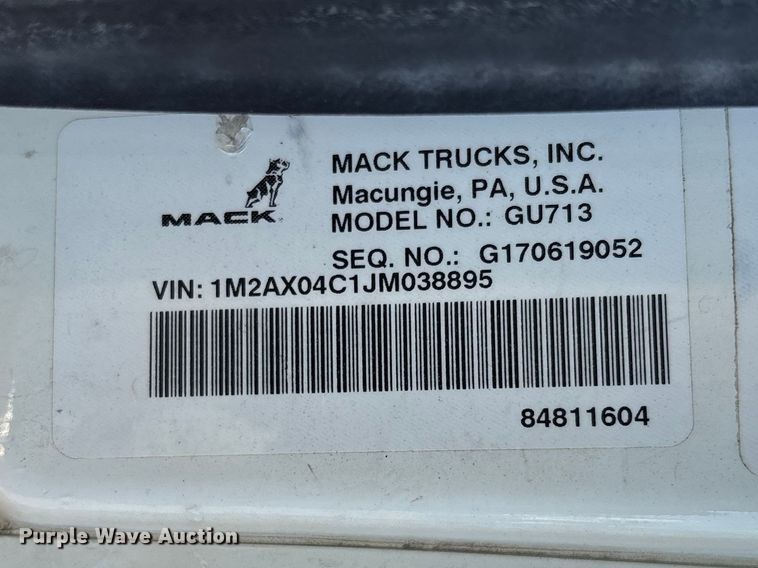 MACK
MACK TRUCKS, INC.
Macungie, PA, U.S.A.
MODEL NO.: GU713
SEQ. NO.: G170619052
VIN: 1M2AX04C1JM038895
84811604
Purple Wave Auction